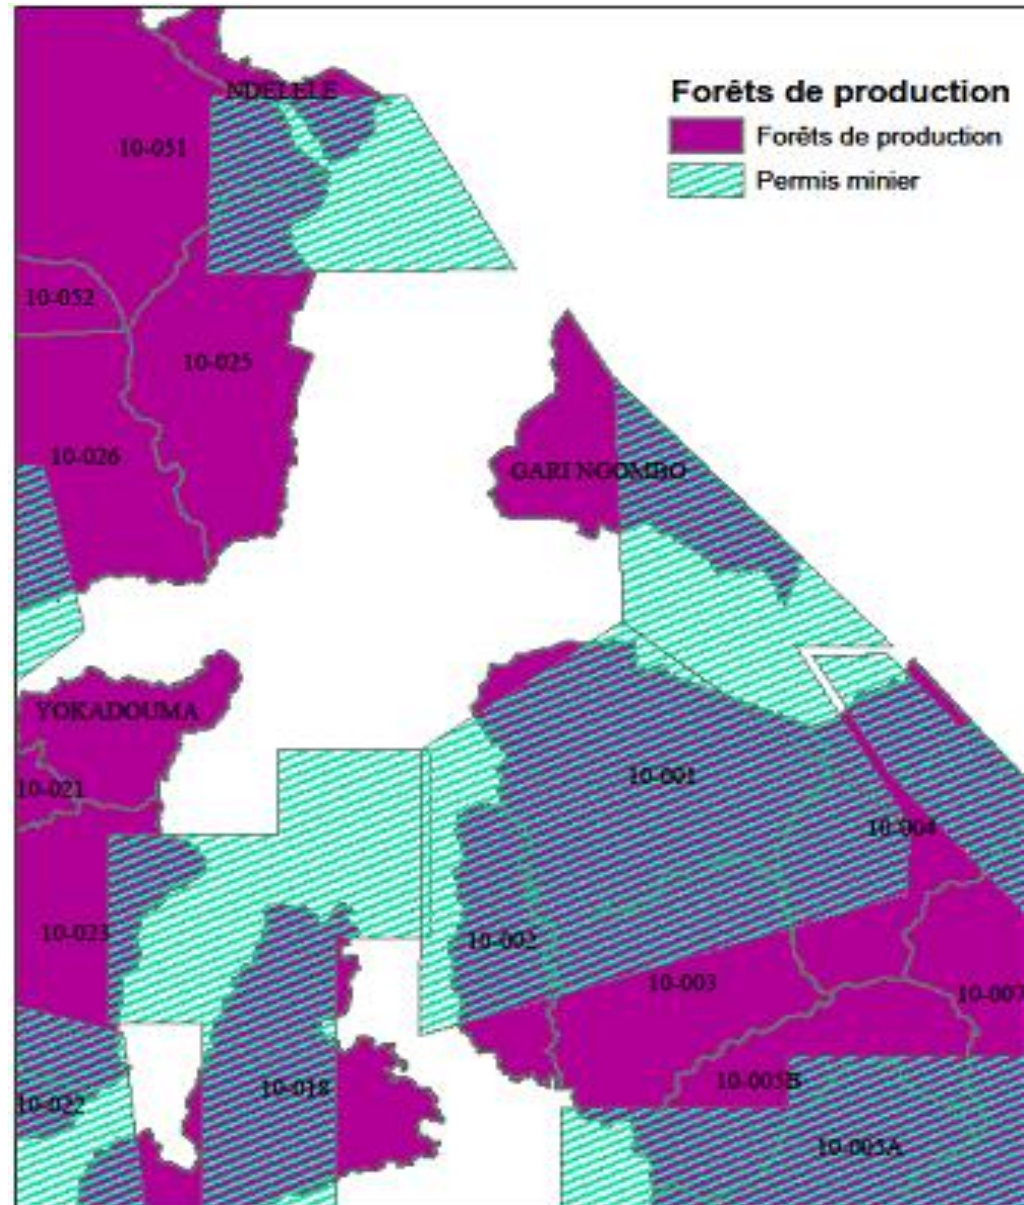 NDELELE
Forêts de production
Forêts de production
Permis minier
10-051
10-052
10-025
10-026
GARI NGOMBO
YOKADOUMA
10-021
10-001
10-004
10-023
10-002
10-003
10-007
10-005B
10-018
10-022
10-005A